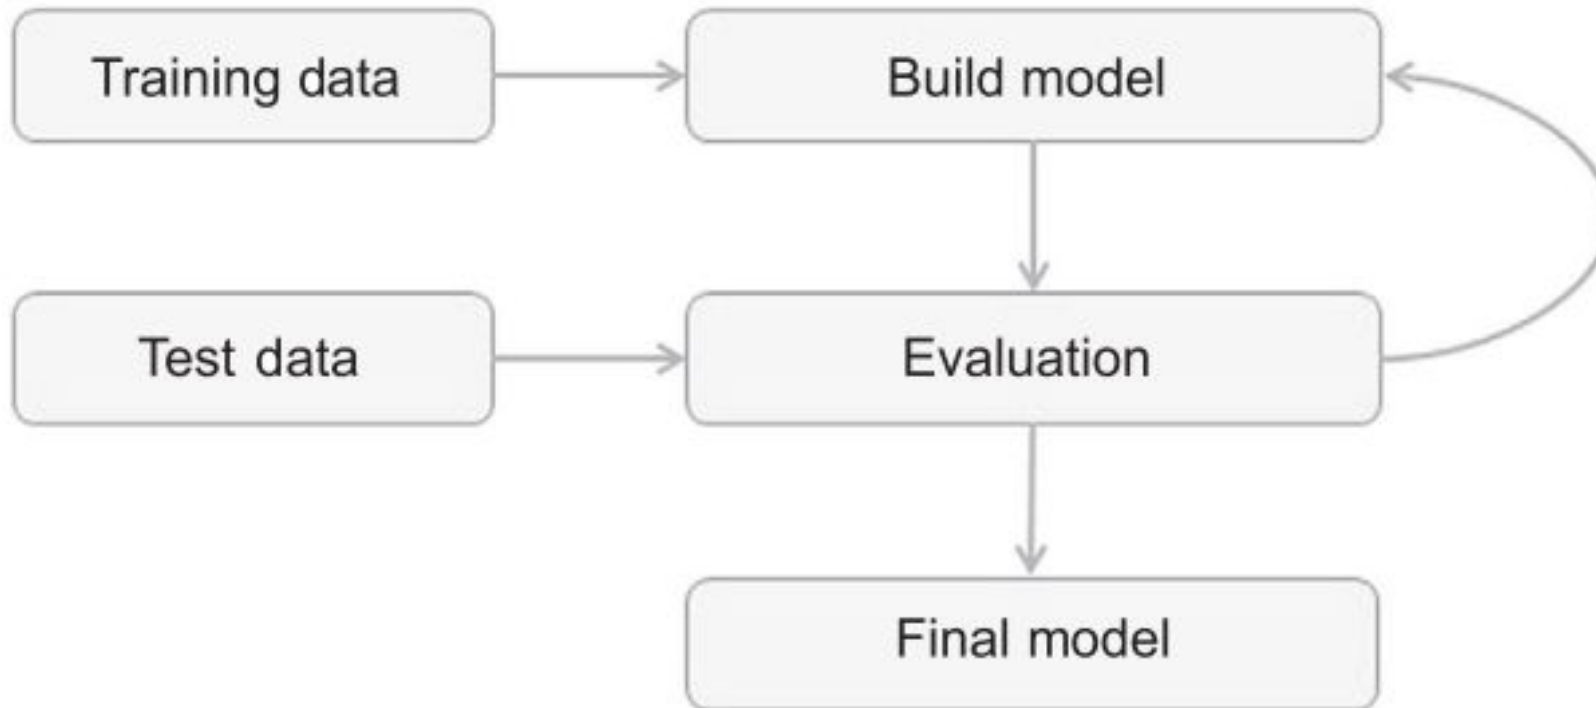 Training data
Build model
Test data
Evaluation
Final model